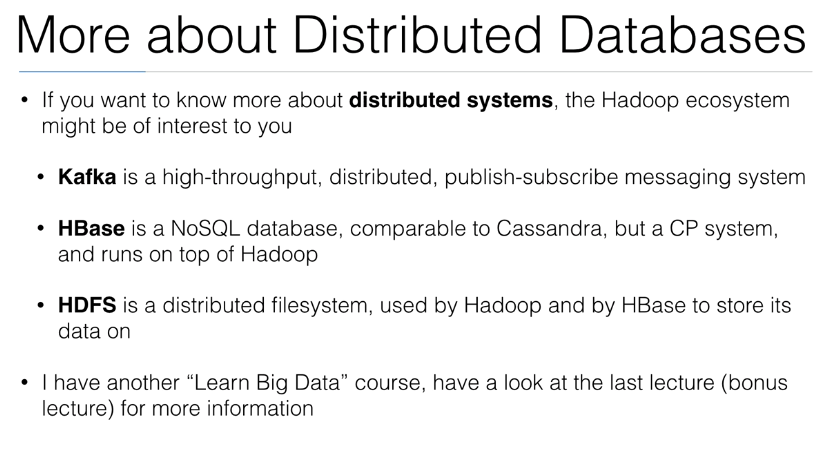 More about Distributed Databases
• If you want to know more about distributed systems, the Hadoop ecosystem
might be of interest to you
• Kafka is a high-throughput, distributed, publish-subscribe messaging system
• HBase is a NoSQL database, comparable to Cassandra, but a CP system,
and runs on top of Hadoop
• HDFS is a distributed filesystem, used by Hadoop and by HBase to store its
data on
• I have another “Learn Big Data” course, have a look at the last lecture (bonus
lecture) for more information